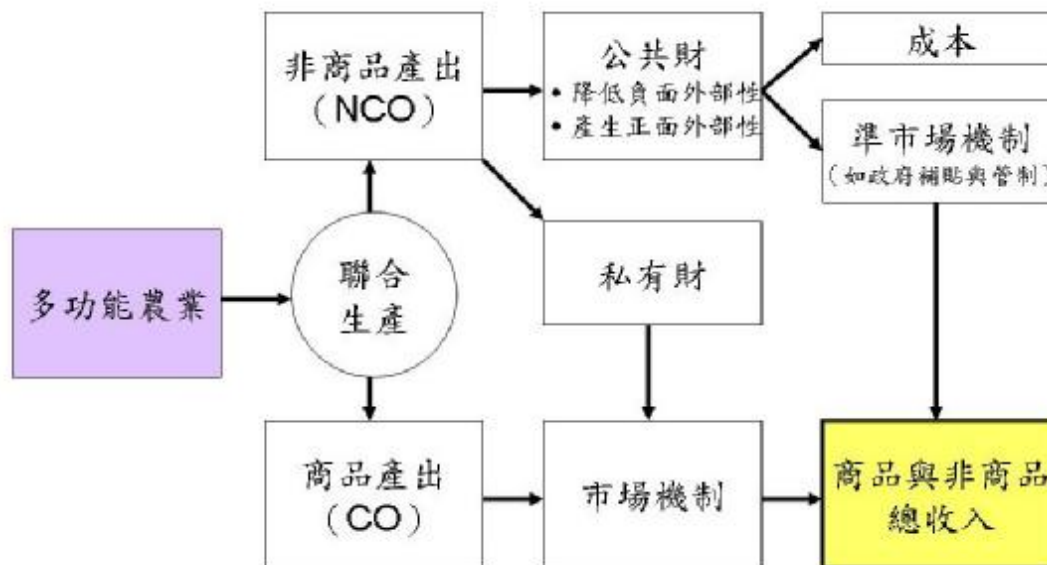 非商品產出
（NCO）
公共財
• 降低負面外部性
• 產生正面外部性
成本
準市場機制
（如政府補貼與管制）
多功能農業
聯合
生產
私有財
商品產出
（CO）
市場機制
商品與非商品
總收入